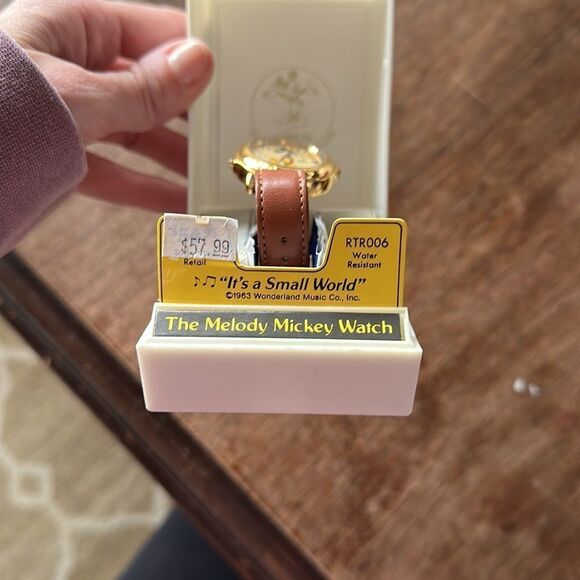 $57.99
Retail
RTR006
Water
Resistant
"It's a Small World"
©1963 Wonderland Music Co., Inc.
The Melody Mickey Watch